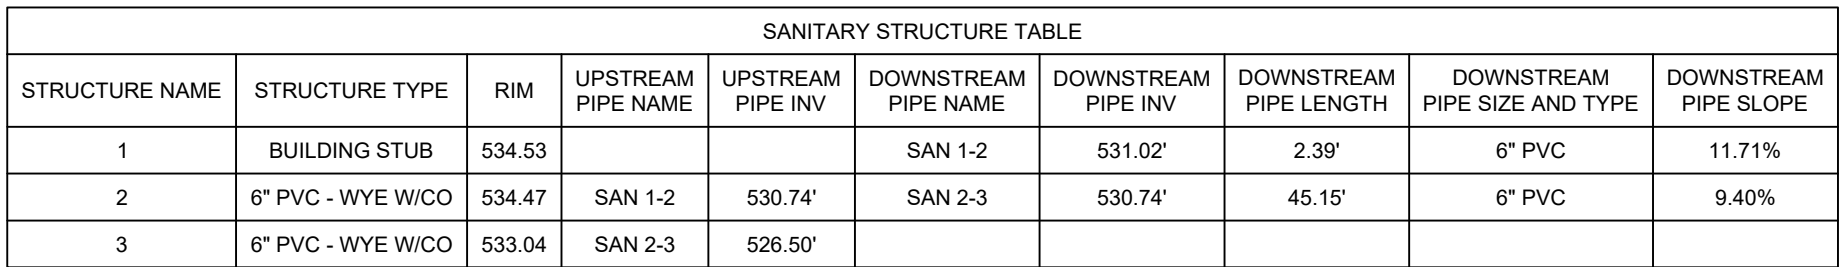 SANITARY STRUCTURE TABLE
STRUCTURE NAME STRUCTURE TYPE RIM UPSTREAM PIPE NAME UPSTREAM PIPE INV DOWNSTREAM PIPE NAME DOWNSTREAM PIPE INV DOWNSTREAM PIPE LENGTH DOWNSTREAM PIPE SIZE AND TYPE DOWNSTREAM PIPE SLOPE
1 BUILDING STUB 534.53 SAN 1-2 531.02' 2.39' 6" PVC 11.71%
2 6" PVC - WYE W/CO 534.47 SAN 1-2 530.74' SAN 2-3 530.74' 45.15' 6" PVC 9.40%
3 6" PVC - WYE W/CO 533.04 SAN 2-3 526.50'